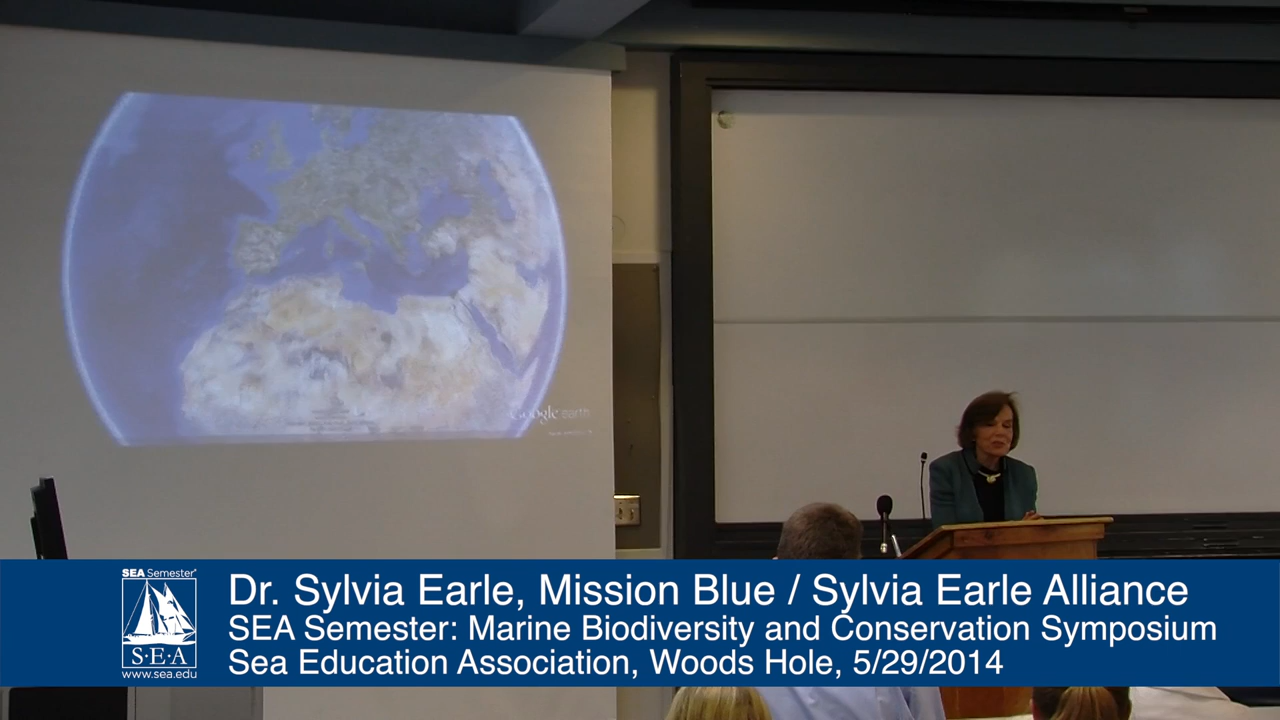 Google earth
SEA Semester®
S·E·A
www.sea.edu
Dr. Sylvia Earle, Mission Blue / Sylvia Earle Alliance
SEA Semester: Marine Biodiversity and Conservation Symposium
Sea Education Association, Woods Hole, 5/29/2014